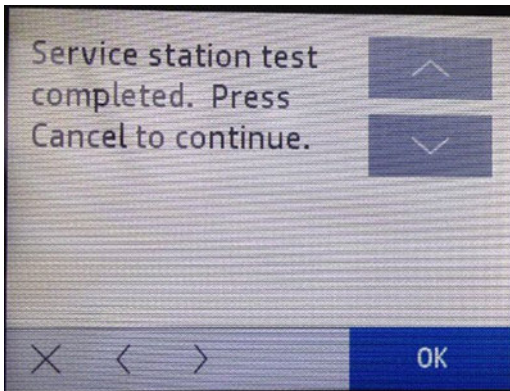 Service station test
completed. Press
Cancel to continue.
OK